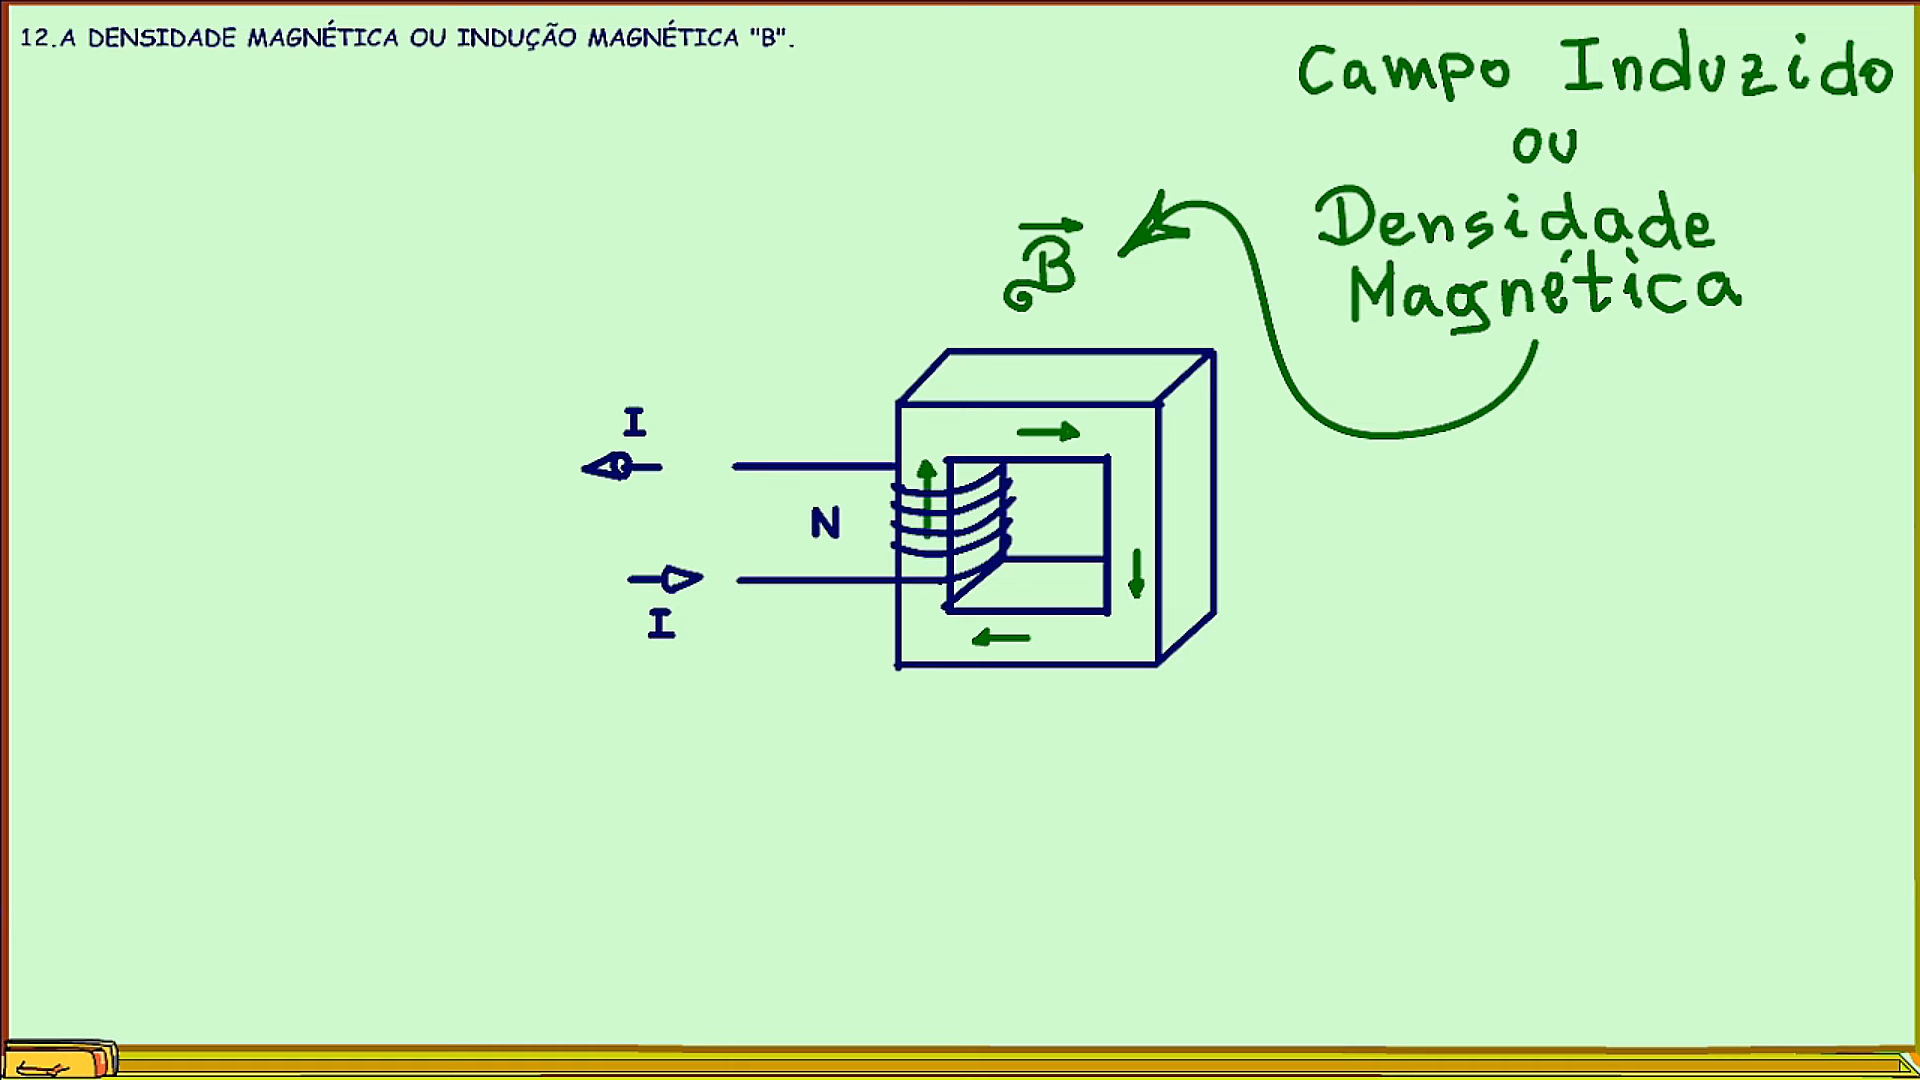 12.A DENSIDADE MAGNÉTICA OU INDUÇÃO MAGNÉTICA "B".
Campo Induzido
ou
Densidade
Magnética
B
I
N
I